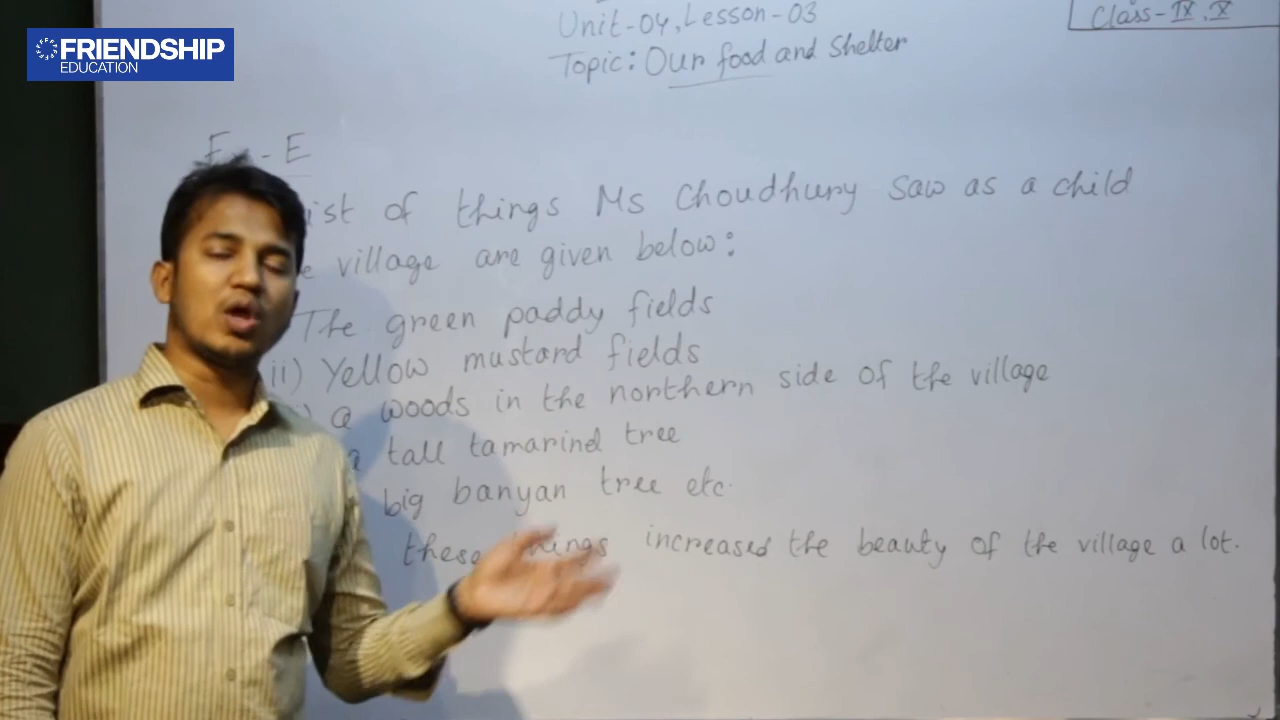 FRIENDSHIP
EDUCATION
Unit-04, Lesson-03
Class-IX, X
Topic: Our food and Shelter
- E
ist of things Ms Choudhury saw as a child
e village are given below:
The green paddy fields
ii) Yellow mustard fields
) a woods in the northern side of the village
a tall tamarind tree
big banyan tree etc.
these things increased the beauty of the village a lot.